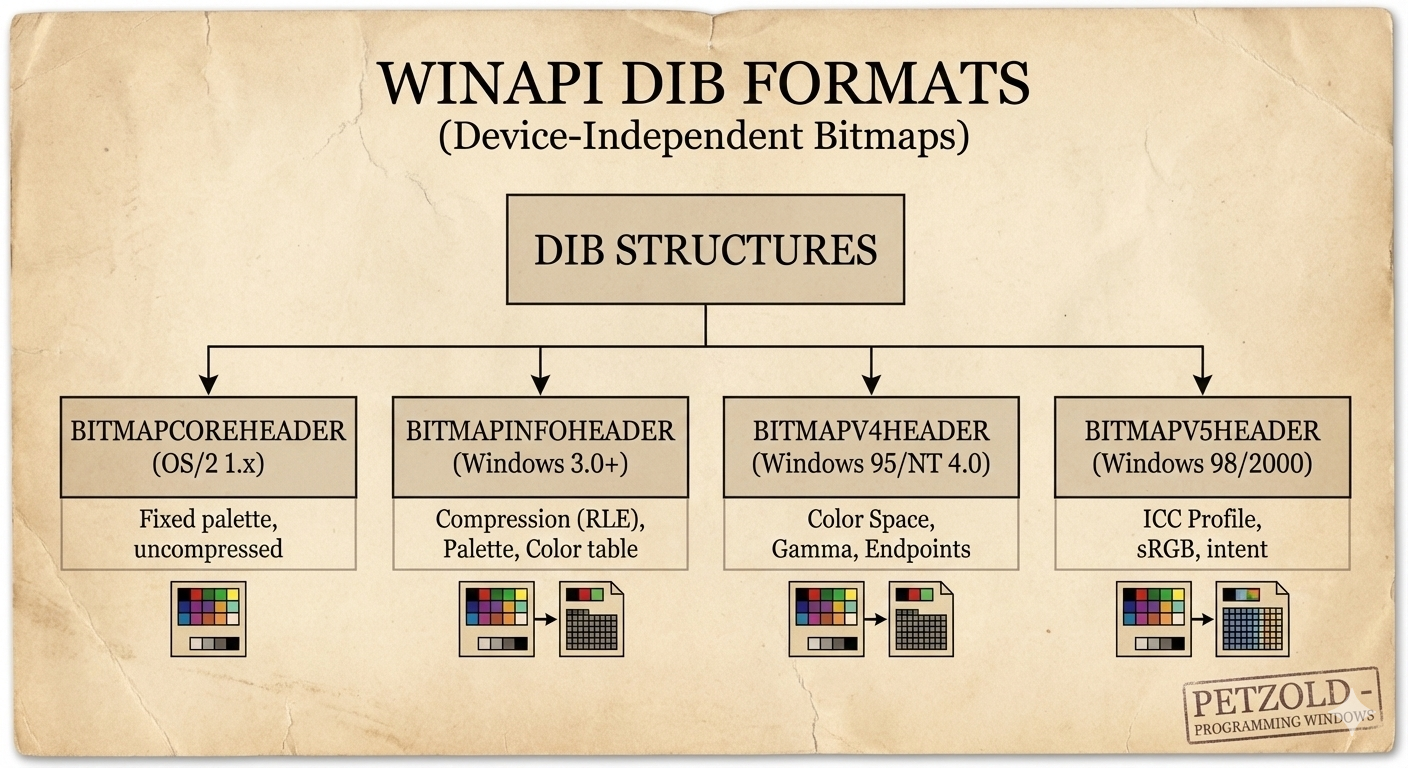 WINAPI DIB FORMATS
(Device-Independent Bitmaps)
DIB STRUCTURES
BITMAPCOREHEADER
(OS/2 1.x)
Fixed palette,
uncompressed
BITMAPINFOHEADER
(Windows 3.0+)
Compression (RLE),
Palette, Color table
BITMAPV4HEADER
(Windows 95/NT 4.0)
Color Space,
Gamma, Endpoints
BITMAPV5HEADER
(Windows 98/2000)
ICC Profile,
sRGB, intent
PETZOLD -
PROGRAMMING WINDOWS